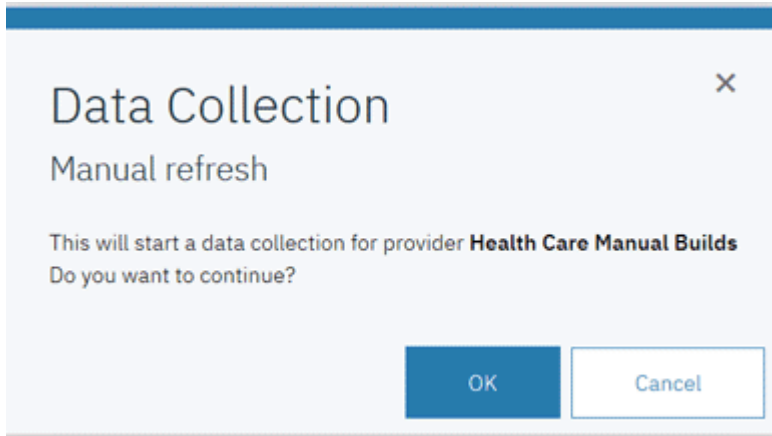 Data Collection
Manual refresh
This will start a data collection for provider Health Care Manual Builds
Do you want to continue?
OK
Cancel